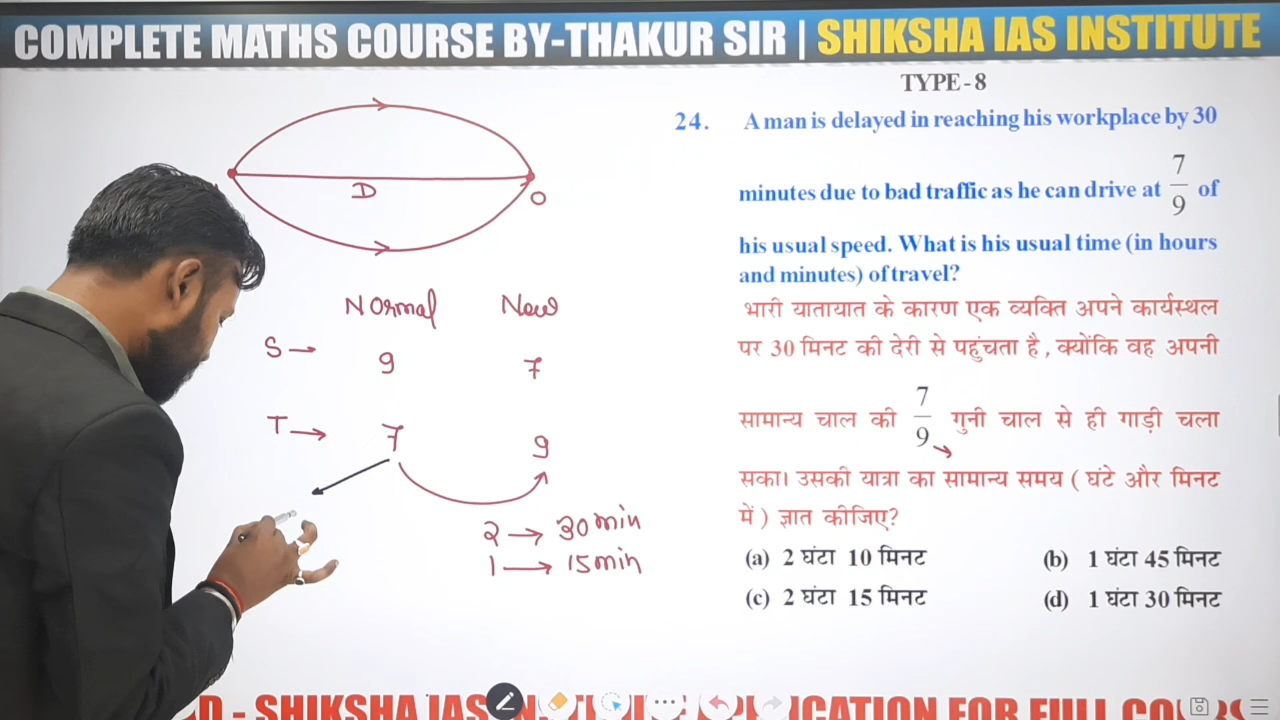 COMPLETE MATHS COURSE BY-THAKUR SIR | SHIKSHA IAS INSTITUTE
TYPE-8
24. A man is delayed in reaching his workplace by 30
minutes due to bad traffic as he can drive at 7/9 of
his usual speed. What is his usual time (in hours
and minutes) of travel?
भारी यातायात के कारण एक व्यक्ति अपने कार्यस्थल
पर 30 मिनट की देरी से पहुंचता है, क्योंकि वह अपनी
सामान्य चाल की 7/9 गुनी चाल से ही गाड़ी चला
सका। उसकी यात्रा का सामान्य समय ( घंटे और मिनट
में ) ज्ञात कीजिए?
(a) 2 घंटा 10 मिनट (b) 1 घंटा 45 मिनट
(c) 2 घंटा 15 मिनट (d) 1 घंटा 30 मिनट
D
O
Normal New
S → 9 7
T → 7 9
2 → 30 min
1 → 15 min
D - SHIKSHA IAS FOR FULL